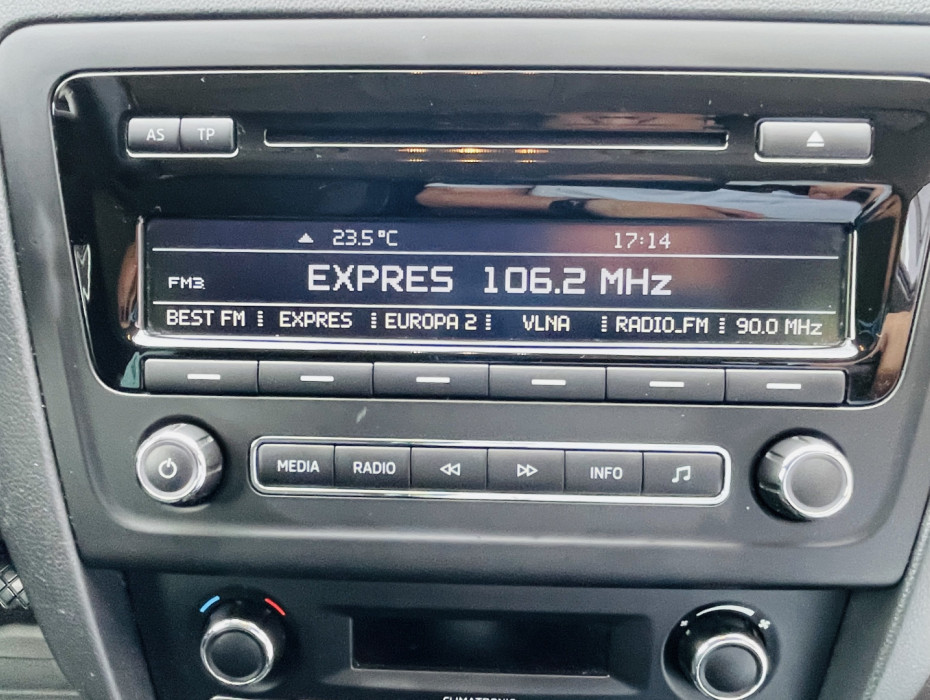 AS TP
23.5°C 17:14
FM3 EXPRES 106.2 MHz
BEST FM EXPRES EUROPA 2 VLNA RADIO_FM 90.0 MHz
MEDIA RADIO INFO
CLIMATRONIC